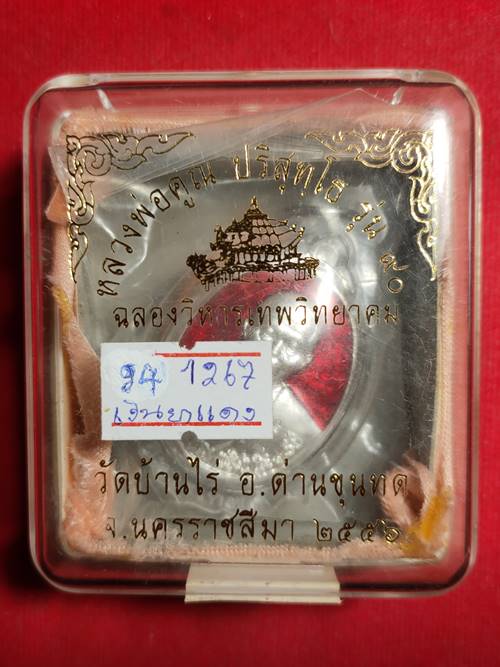 หลวงพ่อคูณ ปริสุทฺโธ รุ่น ๙๐
ฉลองวิหารเทพวิทยาคม
94 1267
เงินยาแดง
วัดบ้านไร่ อ.ด่านขุนทด
จ.นครราชสีมา ๒๕๕๖